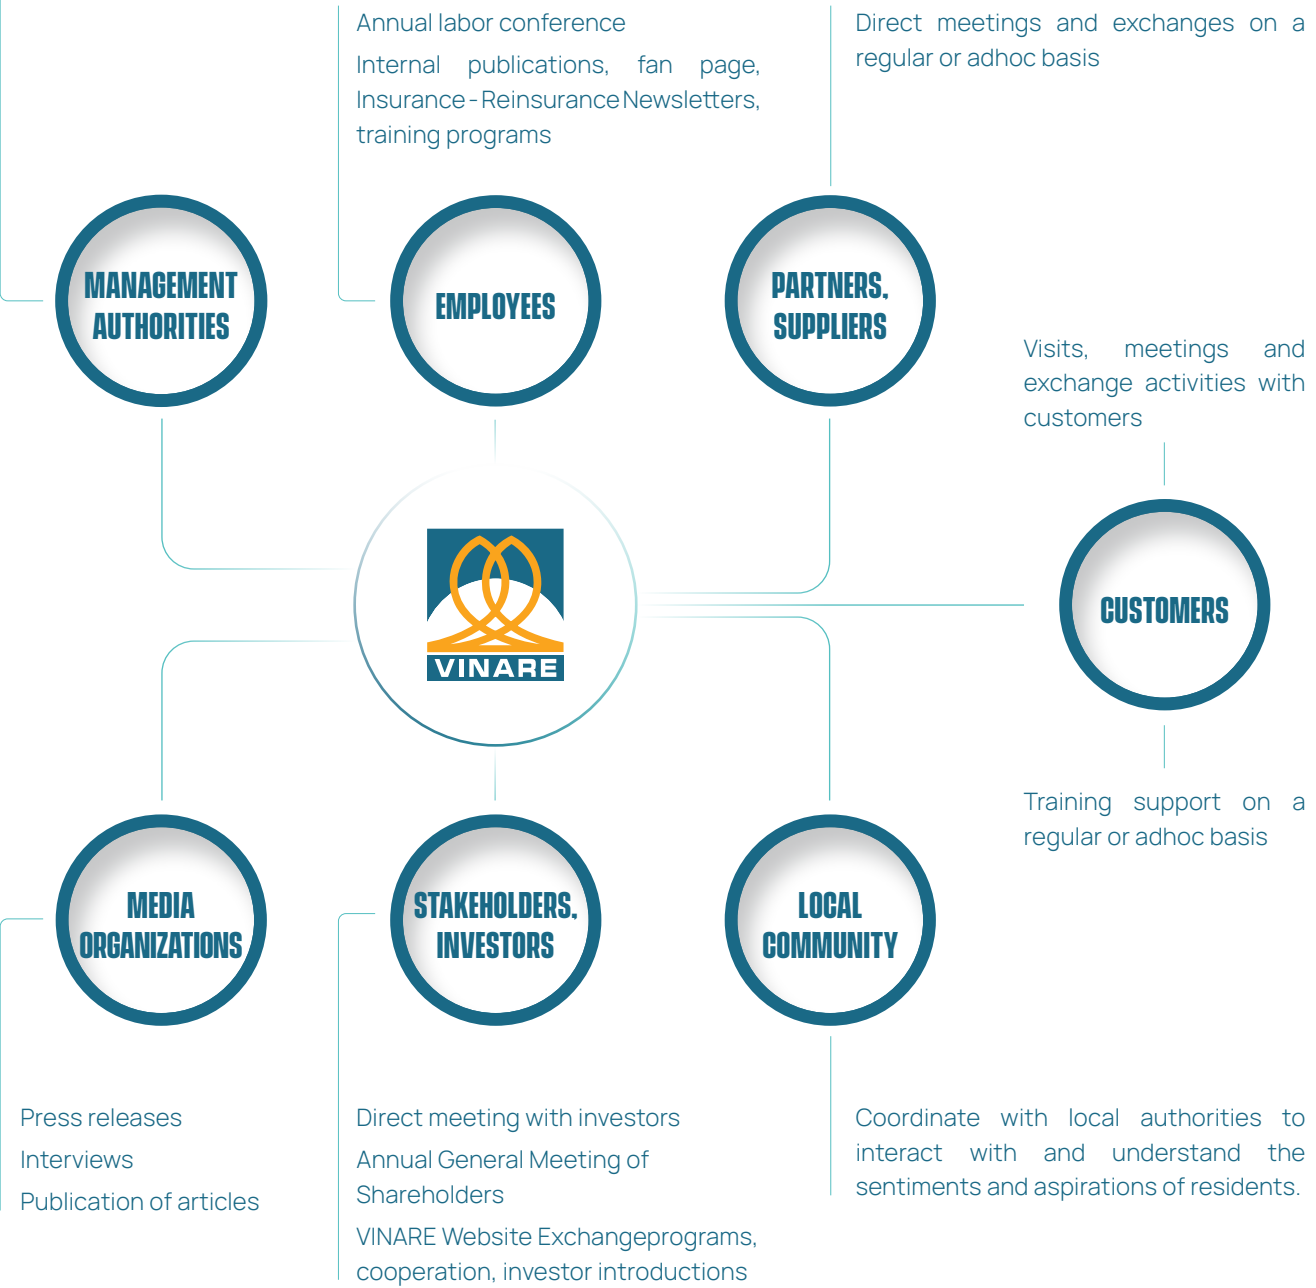 Annual labor conference
Internal publications, fan page,
Insurance - Reinsurance Newsletters,
training programs
Direct meetings and exchanges on a
regular or adhoc basis
MANAGEMENT
AUTHORITIES
EMPLOYEES
PARTNERS,
SUPPLIERS
Visits, meetings and
exchange activities with
customers
VINARE
CUSTOMERS
Training support on a
regular or adhoc basis
MEDIA
ORGANIZATIONS
STAKEHOLDERS,
INVESTORS
LOCAL
COMMUNITY
Press releases
Interviews
Publication of articles
Direct meeting with investors
Annual General Meeting of
Shareholders
VINARE Website Exchangeprograms,
cooperation, investor introductions
Coordinate with local authorities to
interact with and understand the
sentiments and aspirations of residents.